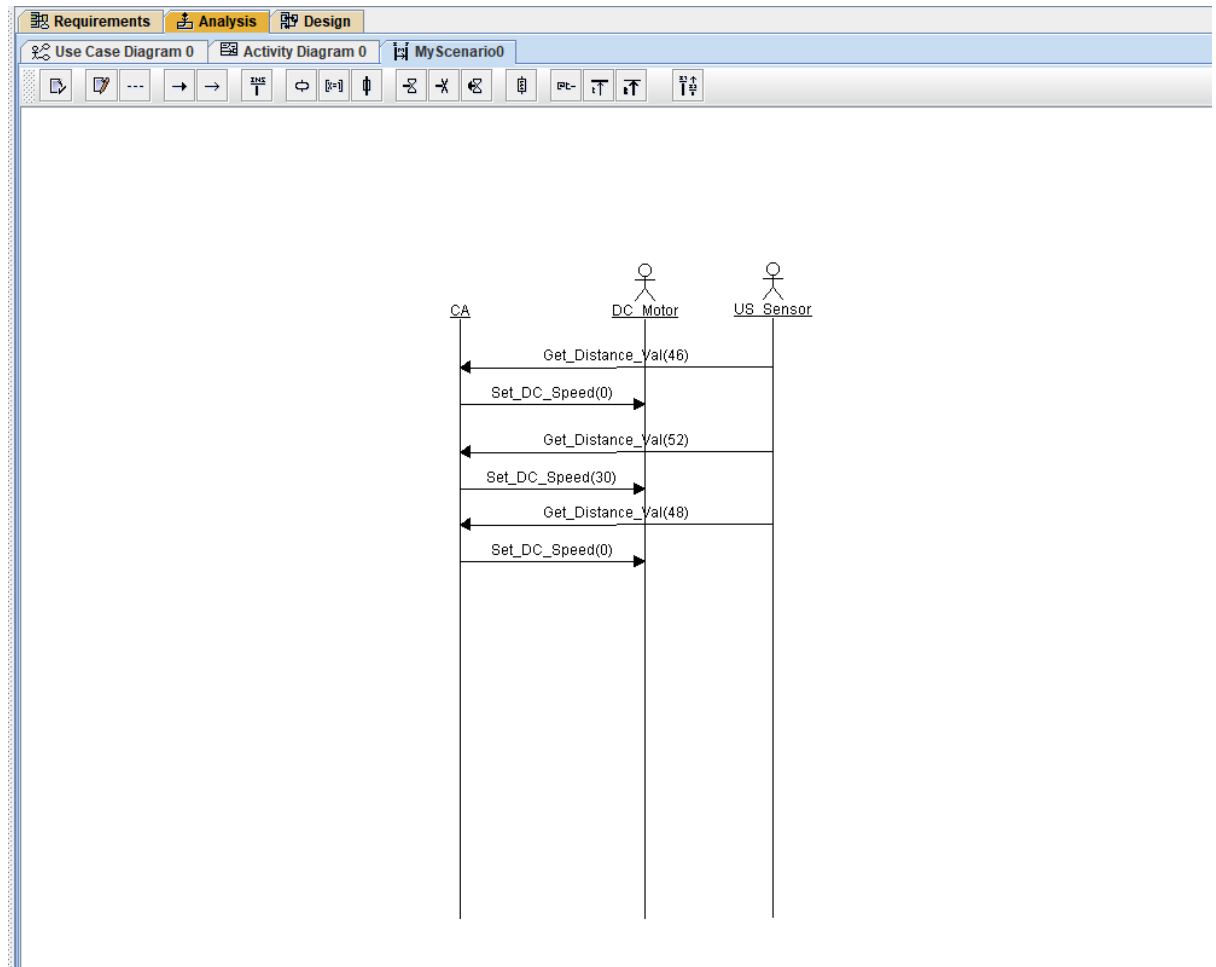 Requirements Analysis Design
Use Case Diagram 0 Activity Diagram 0 MyScenario0
CA DC_Motor US_Sensor
Get_Distance_Val(46)
Set_DC_Speed(0)
Get_Distance_Val(52)
Set_DC_Speed(30)
Get_Distance_Val(48)
Set_DC_Speed(0)